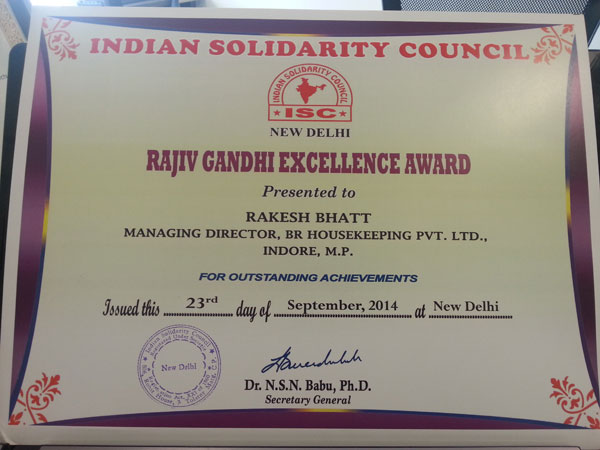 INDIAN SOLIDARITY COUNCIL
INDIAN SOLIDARITY COUNCIL
ISC
NEW DELHI
RAJIV GANDHI EXCELLENCE AWARD
Presented to
RAKESH BHATT
MANAGING DIRECTOR, BR HOUSEKEEPING PVT. LTD.,
INDORE, M.P.
FOR OUTSTANDING ACHIEVEMENTS
Issued this 23rd day of September, 2014 at New Delhi
Indian Solidarity Council
Registered Under
New Delhi
Dr. N.S.N. Babu, Ph.D.
Secretary General